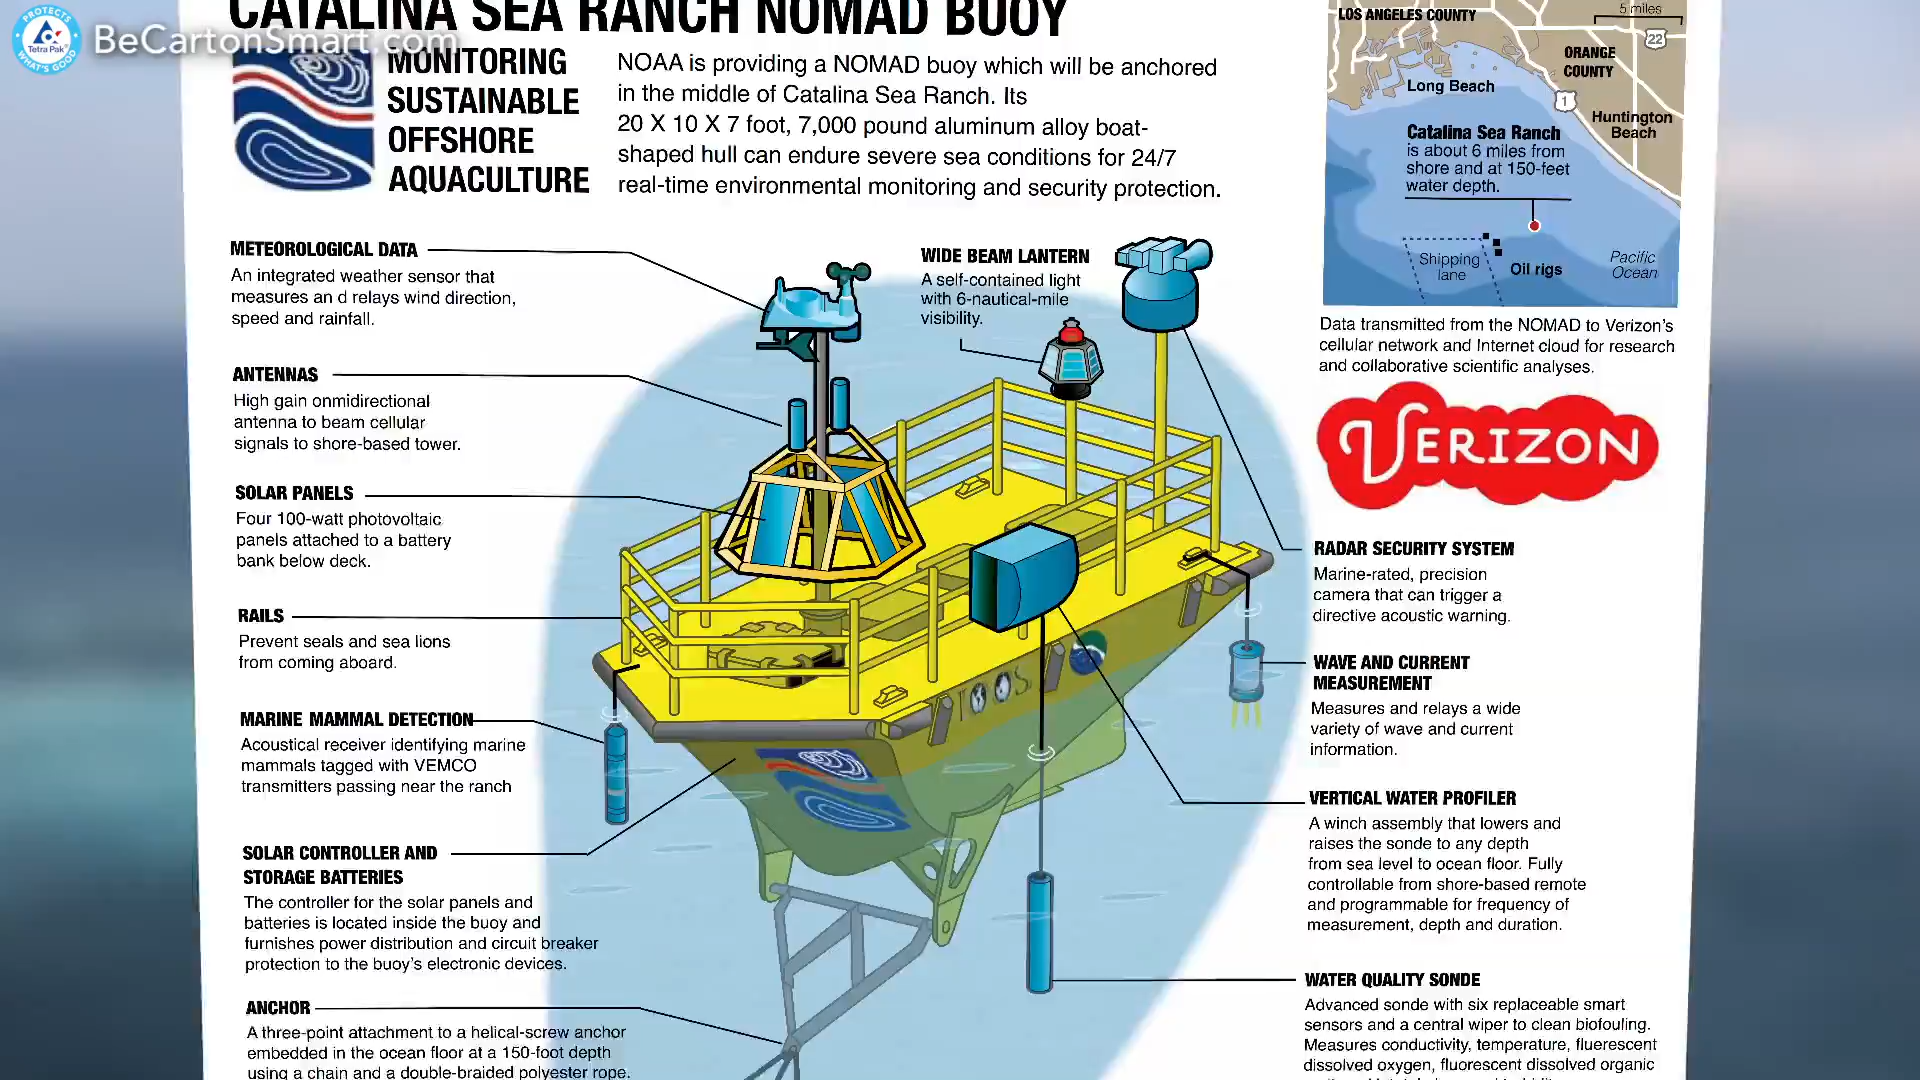 CATALINA SEA RANCH NOMAD BUOY
PROTECTS
Tetra Pak
WHAT'S GOOD
BeCartonSmart.com
MONITORING
SUSTAINABLE
OFFSHORE
AQUACULTURE
NOAA is providing a NOMAD buoy which will be anchored
in the middle of Catalina Sea Ranch. Its
20 X 10 X 7 foot, 7,000 pound aluminum alloy boat-
shaped hull can endure severe sea conditions for 24/7
real-time environmental monitoring and security protection.
LOS ANGELES COUNTY
5 miles
22
ORANGE
COUNTY
Long Beach
1
Huntington
Beach
Catalina Sea Ranch
is about 6 miles from
shore and at 150-feet
water depth.
Shipping
lane
Oil rigs
Pacific
Ocean
Data transmitted from the NOMAD to Verizon's
cellular network and Internet cloud for research
and collaborative scientific analyses.
VERIZON
METEOROLOGICAL DATA
An integrated weather sensor that
measures an d relays wind direction,
speed and rainfall.
WIDE BEAM LANTERN
A self-contained light
with 6-nautical-mile
visibility.
ANTENNAS
High gain onmidirectional
antenna to beam cellular
signals to shore-based tower.
SOLAR PANELS
Four 100-watt photovoltaic
panels attached to a battery
bank below deck.
RAILS
Prevent seals and sea lions
from coming aboard.
MARINE MAMMAL DETECTION
Acoustical receiver identifying marine
mammals tagged with VEMCO
transmitters passing near the ranch
SOLAR CONTROLLER AND
STORAGE BATTERIES
The controller for the solar panels and
batteries is located inside the buoy and
furnishes power distribution and circuit breaker
protection to the buoy's electronic devices.
ANCHOR
A three-point attachment to a helical-screw anchor
embedded in the ocean floor at a 150-foot depth
using a chain and a double-braided polyester rope.
RADAR SECURITY SYSTEM
Marine-rated, precision
camera that can trigger a
directive acoustic warning.
WAVE AND CURRENT
MEASUREMENT
Measures and relays a wide
variety of wave and current
information.
VERTICAL WATER PROFILER
A winch assembly that lowers and
raises the sonde to any depth
from sea level to ocean floor. Fully
controllable from shore-based remote
and programmable for frequency of
measurement, depth and duration.
WATER QUALITY SONDE
Advanced sonde with six replaceable smart
sensors and a central wiper to clean biofouling.
Measures conductivity, temperature, fluerescent
dissolved oxygen, fluorescent dissolved organic